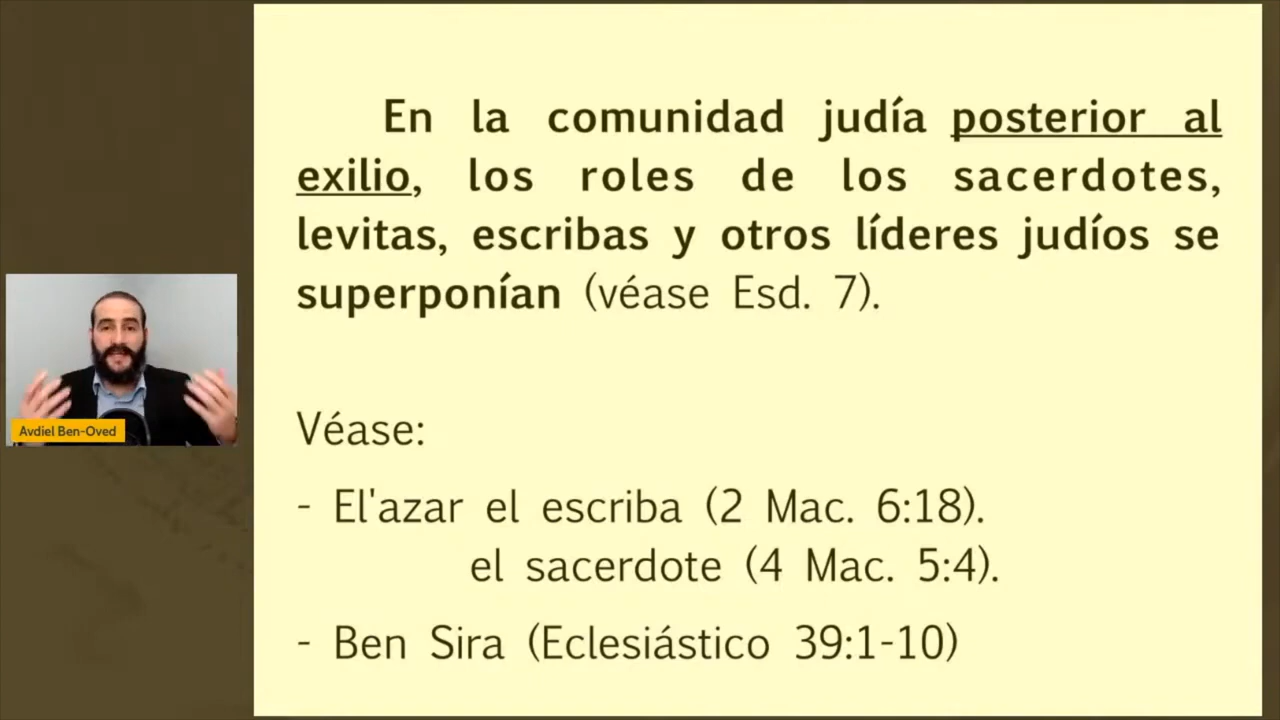 En la comunidad judía posterior al
exilio, los roles de los sacerdotes,
levitas, escribas y otros líderes judíos se
superponían (véase Esd. 7).
Véase:
- El'azar el escriba (2 Mac. 6:18).
el sacerdote (4 Mac. 5:4).
- Ben Sira (Eclesiástico 39:1-10)
Avdiel Ben-Oved